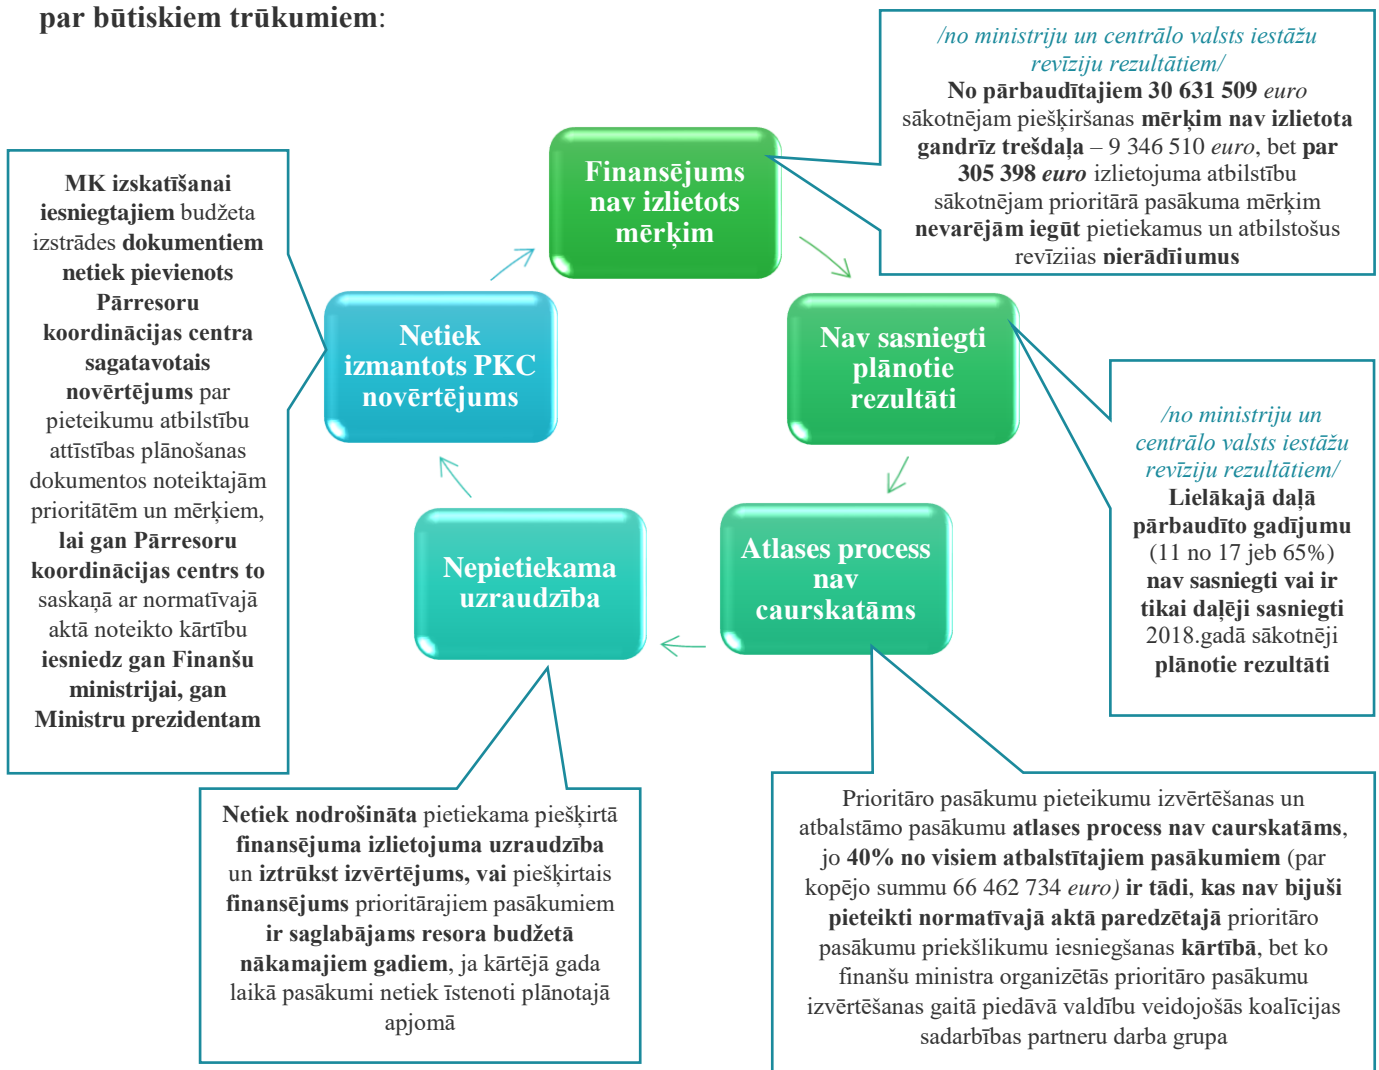 par būtiskiem trūkumiem:
/no ministriju un centrālo valsts iestāžu
revīziju rezultātiem/
No pārbaudītajiem 30 631 509 euro
sākotnējam piešķiršanas mērķim nav izlietota
gandrīz trešdaļa – 9 346 510 euro, bet par
305 398 euro izlietojuma atbilstību
sākotnējam prioritārā pasākuma mērķim
nevarējām iegūt pietiekamus un atbilstošus
revīzijas pierādījumus
Finansējums
nav izlietots
mērķim
MK izskatīšanai
iesniegtajiem budžeta
izstrādes dokumentiem
netiek pievienots
Pārresoru
koordinācijas centra
sagatavotais
novērtējums par
pieteikumu atbilstību
attīstības plānošanas
dokumentos noteiktajām
prioritātēm un mērķiem,
lai gan Pārresoru
koordinācijas centrs to
saskaņā ar normatīvajā
aktā noteikto kārtību
iesniedz gan Finanšu
ministrijai, gan
Ministru prezidentam
Netiek
izmantots PKC
novērtējums
Nav sasniegti
plānotie
rezultāti
/no ministriju un
centrālo valsts iestāžu
revīziju rezultātiem/
Lielākajā daļā
pārbaudīto gadījumu
(11 no 17 jeb 65%)
nav sasniegti vai ir
tikai daļēji sasniegti
2018.gadā sākotnēji
plānotie rezultāti
Nepietiekama
uzraudzība
Atlases process
nav
caurskatāms
Netiek nodrošināta pietiekama piešķirtā
finansējuma izlietojuma uzraudzība
un iztrūkst izvērtējums, vai piešķirtais
finansējums prioritārajiem pasākumiem
ir saglabājams resora budžetā
nākamajiem gadiem, ja kārtējā gada
laikā pasākumi netiek īstenoti plānotajā
apjomā
Prioritāro pasākumu pieteikumu izvērtēšanas un
atbalstāmo pasākumu atlases process nav caurskatāms,
jo 40% no visiem atbalstītajiem pasākumiem (par
kopējo summu 66 462 734 euro) ir tādi, kas nav bijuši
pieteikti normatīvajā aktā paredzētajā prioritāro
pasākumu priekšlikumu iesniegšanas kārtībā, bet ko
finanšu ministra organizētās prioritāro pasākumu
izvērtēšanas gaitā piedāvā valdību veidojošās koalīcijas
sadarbības partneru darba grupa